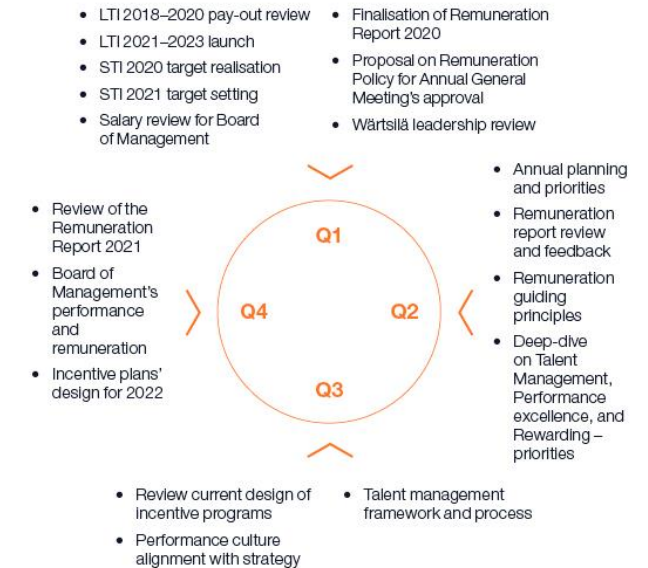 • LTI 2018–2020 pay-out review
• LTI 2021–2023 launch
• STI 2020 target realisation
• STI 2021 target setting
• Salary review for Board
of Management
• Finalisation of Remuneration
Report 2020
• Proposal on Remuneration
Policy for Annual General
Meeting's approval
• Wärtsilä leadership review
Q1
• Annual planning
and priorities
• Remuneration
report review
and feedback
• Remuneration
guiding
principles
• Deep-dive
on Talent
Management,
Performance
excellence, and
Rewarding –
priorities
Q2
• Review current design of
incentive programs
• Performance culture
alignment with strategy
• Talent management
framework and process
Q3
• Review of the
Remuneration
Report 2021
• Board of
Management's
performance
and
remuneration
• Incentive plans'
design for 2022
Q4